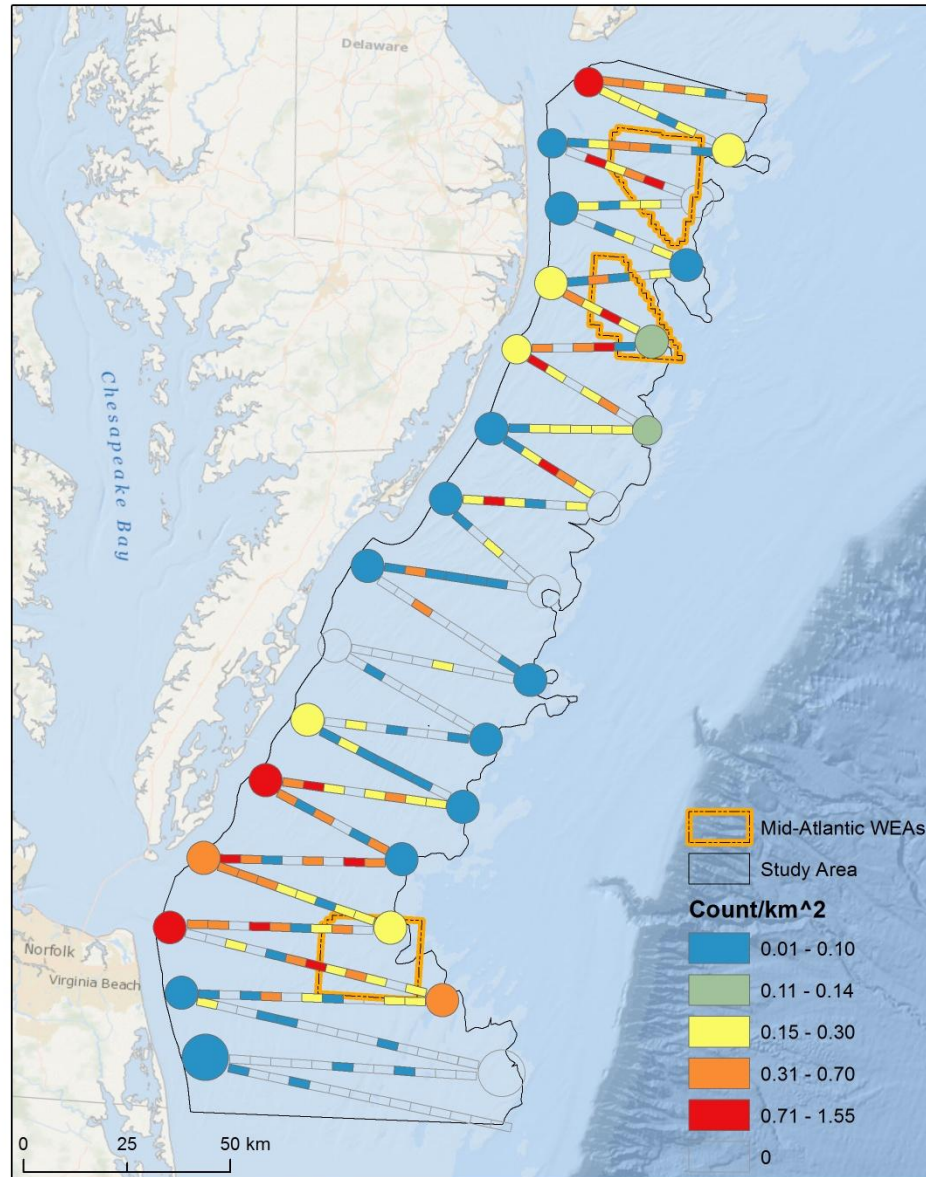 Delaware
Chesapeake Bay
Norfolk
Virginia Beach
Mid-Atlantic WEAs
Study Area
Count/km^2
0.01 - 0.10
0.11 - 0.14
0.15 - 0.30
0.31 - 0.70
0.71 - 1.55
0
0 25 50 km